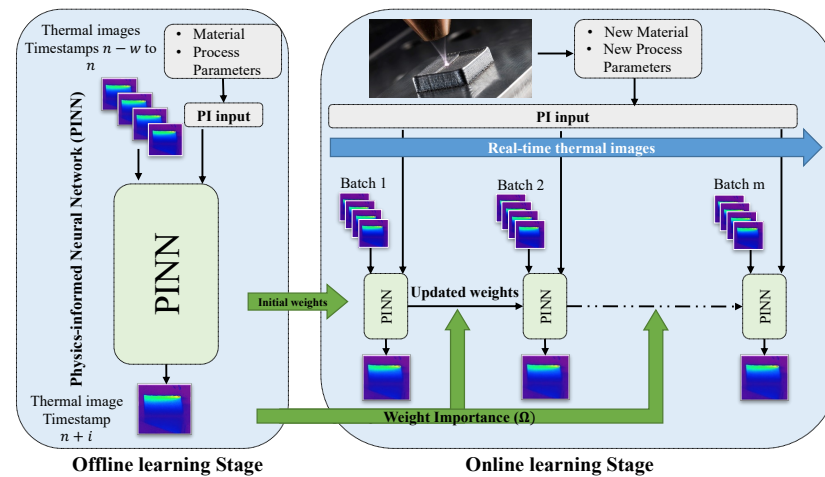 Thermal images
Timestamps n − w to
n
• Material
• Process
Parameters
PI input
Physics-informed Neural Network (PINN)
PINN
Thermal image
Timestamp
n + i
Offline learning Stage
• New Material
• New Process
Parameters
PI input
Real-time thermal images
Batch 1
Batch 2
Batch m
Initial weights
PINN
Updated weights
PINN
PINN
Weight Importance (Ω)
Online learning Stage